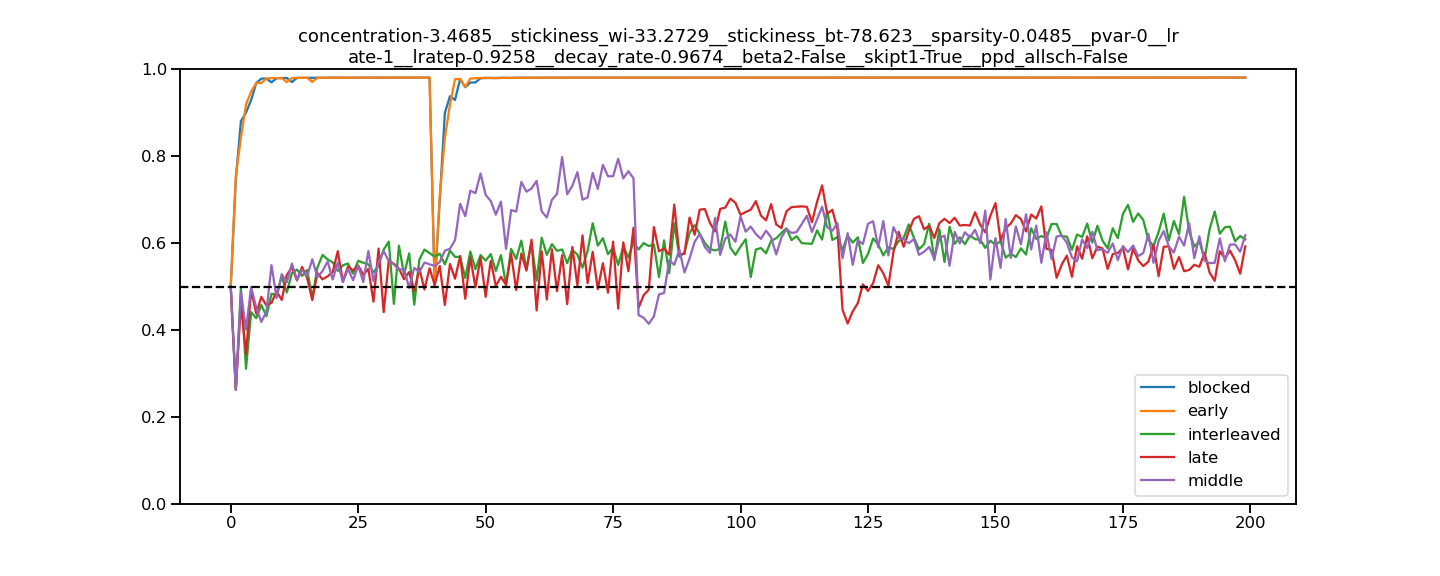 concentration-3.4685__stickiness_wi-33.2729__stickiness_bt-78.623__sparsity-0.0485__pvar-0__lr
ate-1__lratep-0.9258__decay_rate-0.9674__beta2-False__skipt1-True__ppd_allsch-False
1.0
0.8
0.6
0.4
0.2
0.0
0 25 50 75 100 125 150 175 200
blocked
early
interleaved
late
middle